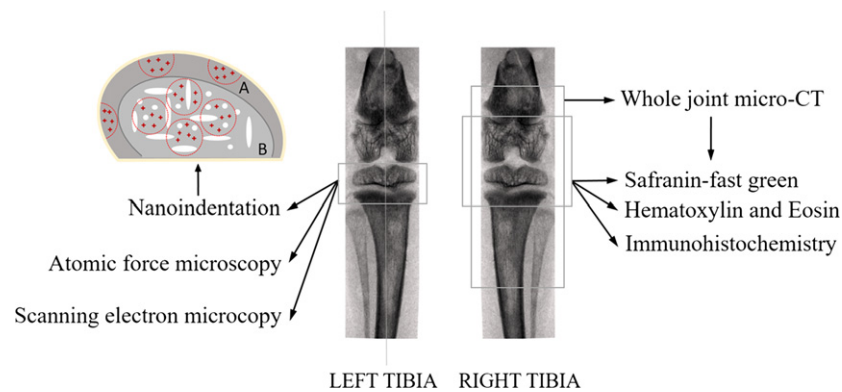 A
B
Nanoindentation
Atomic force microscopy
Scanning electron microcopy
LEFT TIBIA
RIGHT TIBIA
Whole joint micro-CT
Safranin-fast green
Hematoxylin and Eosin
Immunohistochemistry